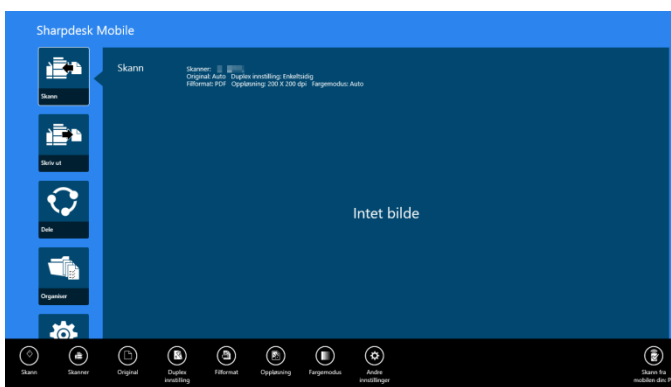 Sharpdesk Mobile
Skann
Skann
Skanner:
Original: Auto Duplex innstilling: Enkeltsidig
Filformat: PDF Oppløsning: 200 X 200 dpi Fargemodus: Auto
Skriv ut
Dele
Intet bilde
Organiser
Skann
Skanner
Original
Duplex
innstilling
Filformat
Oppløsning
Fargemodus
Andre
innstillinger
Skann fra
mobilen din